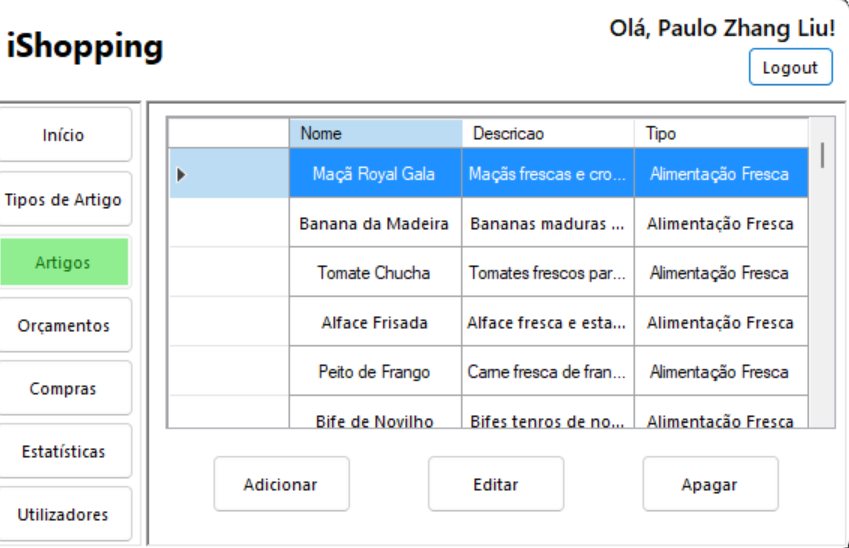 iShopping
Olá, Paulo Zhang Liu!
Logout
Início
Tipos de Artigo
Artigos
Orçamentos
Compras
Estatísticas
Utilizadores
Nome Descricao Tipo
Maçã Royal Gala Maçãs frescas e cro... Alimentação Fresca
Banana da Madeira Bananas maduras ... Alimentação Fresca
Tomate Chucha Tomates frescos par... Alimentação Fresca
Alface Frisada Alface fresca e esta... Alimentação Fresca
Peito de Frango Carne fresca de fran... Alimentação Fresca
Bife de Novilho Bifes tenros de no... Alimentação Fresca
Adicionar Editar Apagar